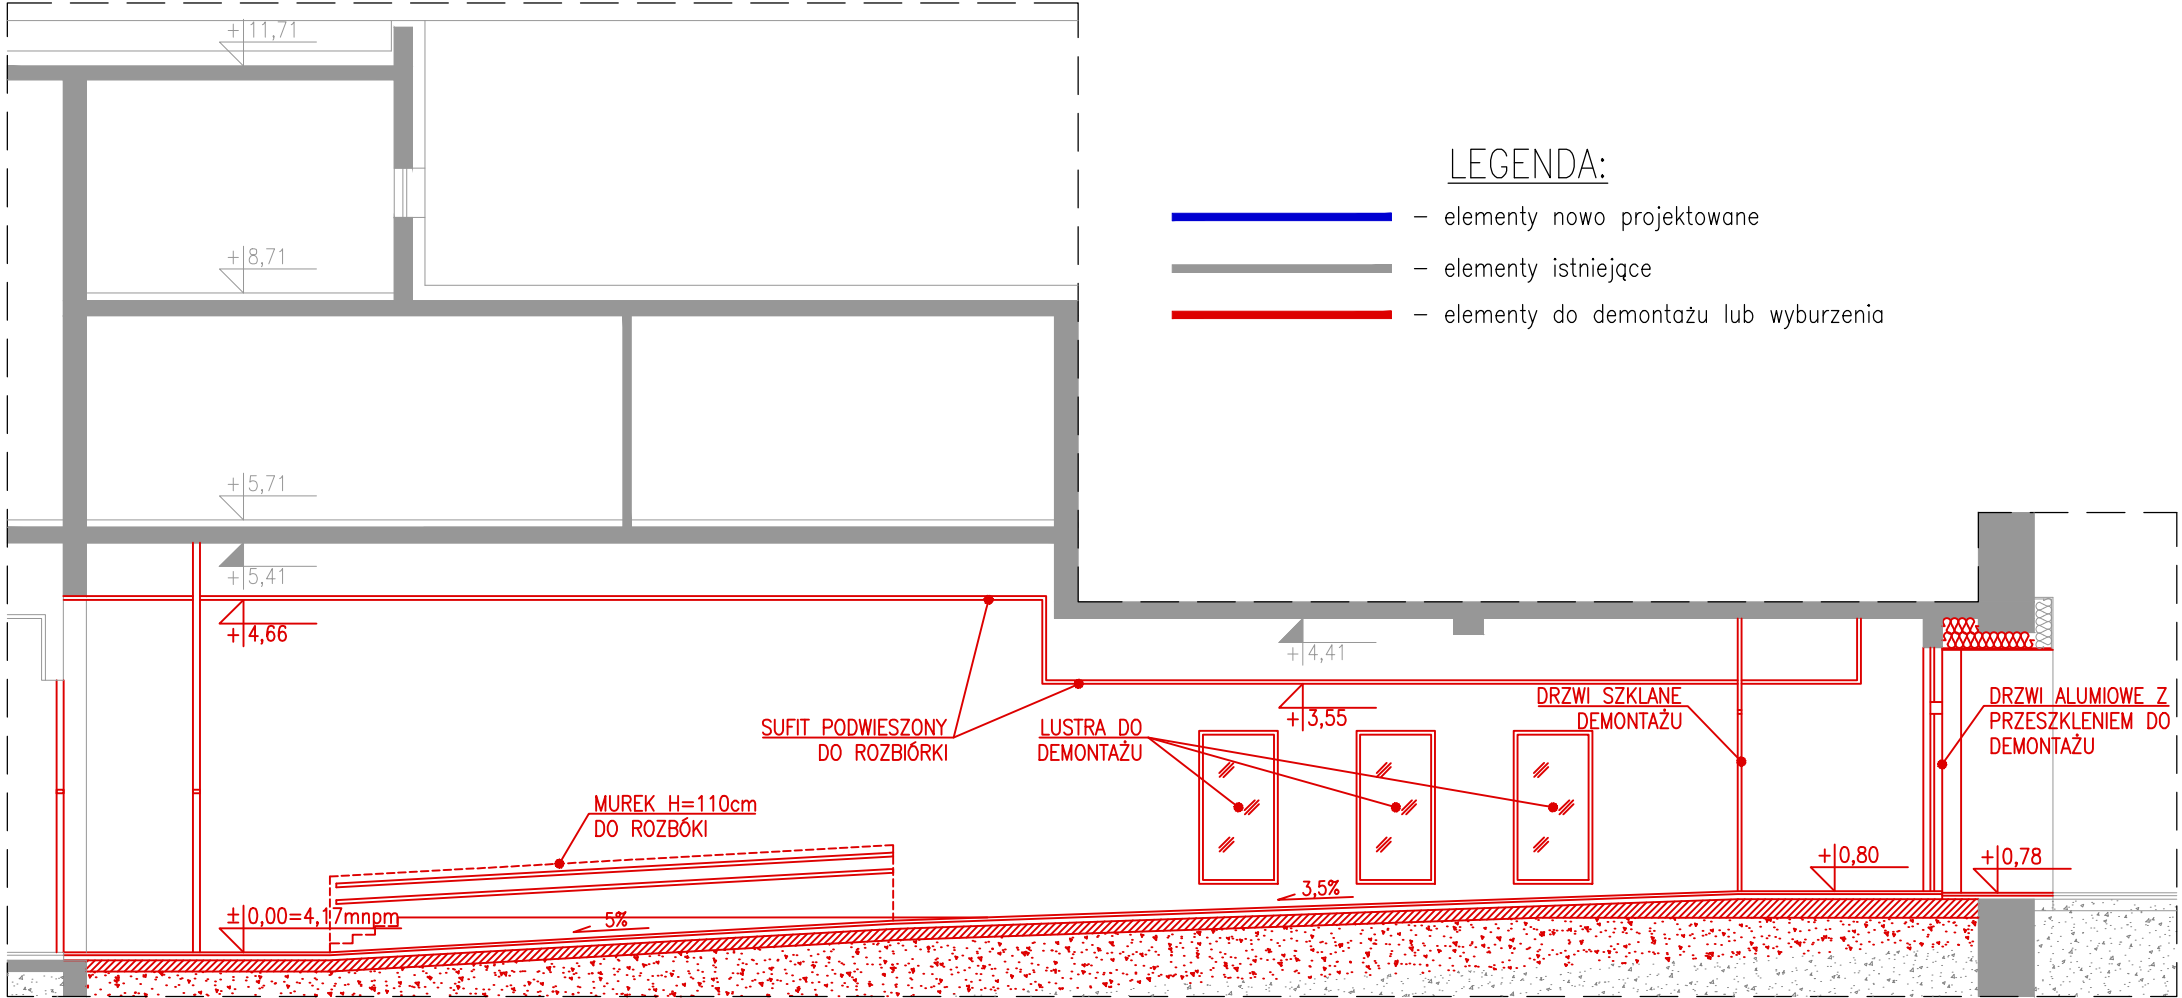 +11,71
LEGENDA:
– elementy nowo projektowane
+8,71
– elementy istniejące
– elementy do demontażu lub wyburzenia
+5,71
+5,41
+4,66
+4,41
+3,55
DRZWI SZKLANE
DEMONTAŻU
DRZWI ALUMIOWE Z
PRZESZKLENIEM DO
DEMONTAŻU
SUFIT PODWIESZONY
DO ROZBIÓRKI
LUSTRA DO
DEMONTAŻU
MUREK H=110cm
DO ROZBÓKI
+0,80
+0,78
3,5%
±0,00=4,17mnpm
5%